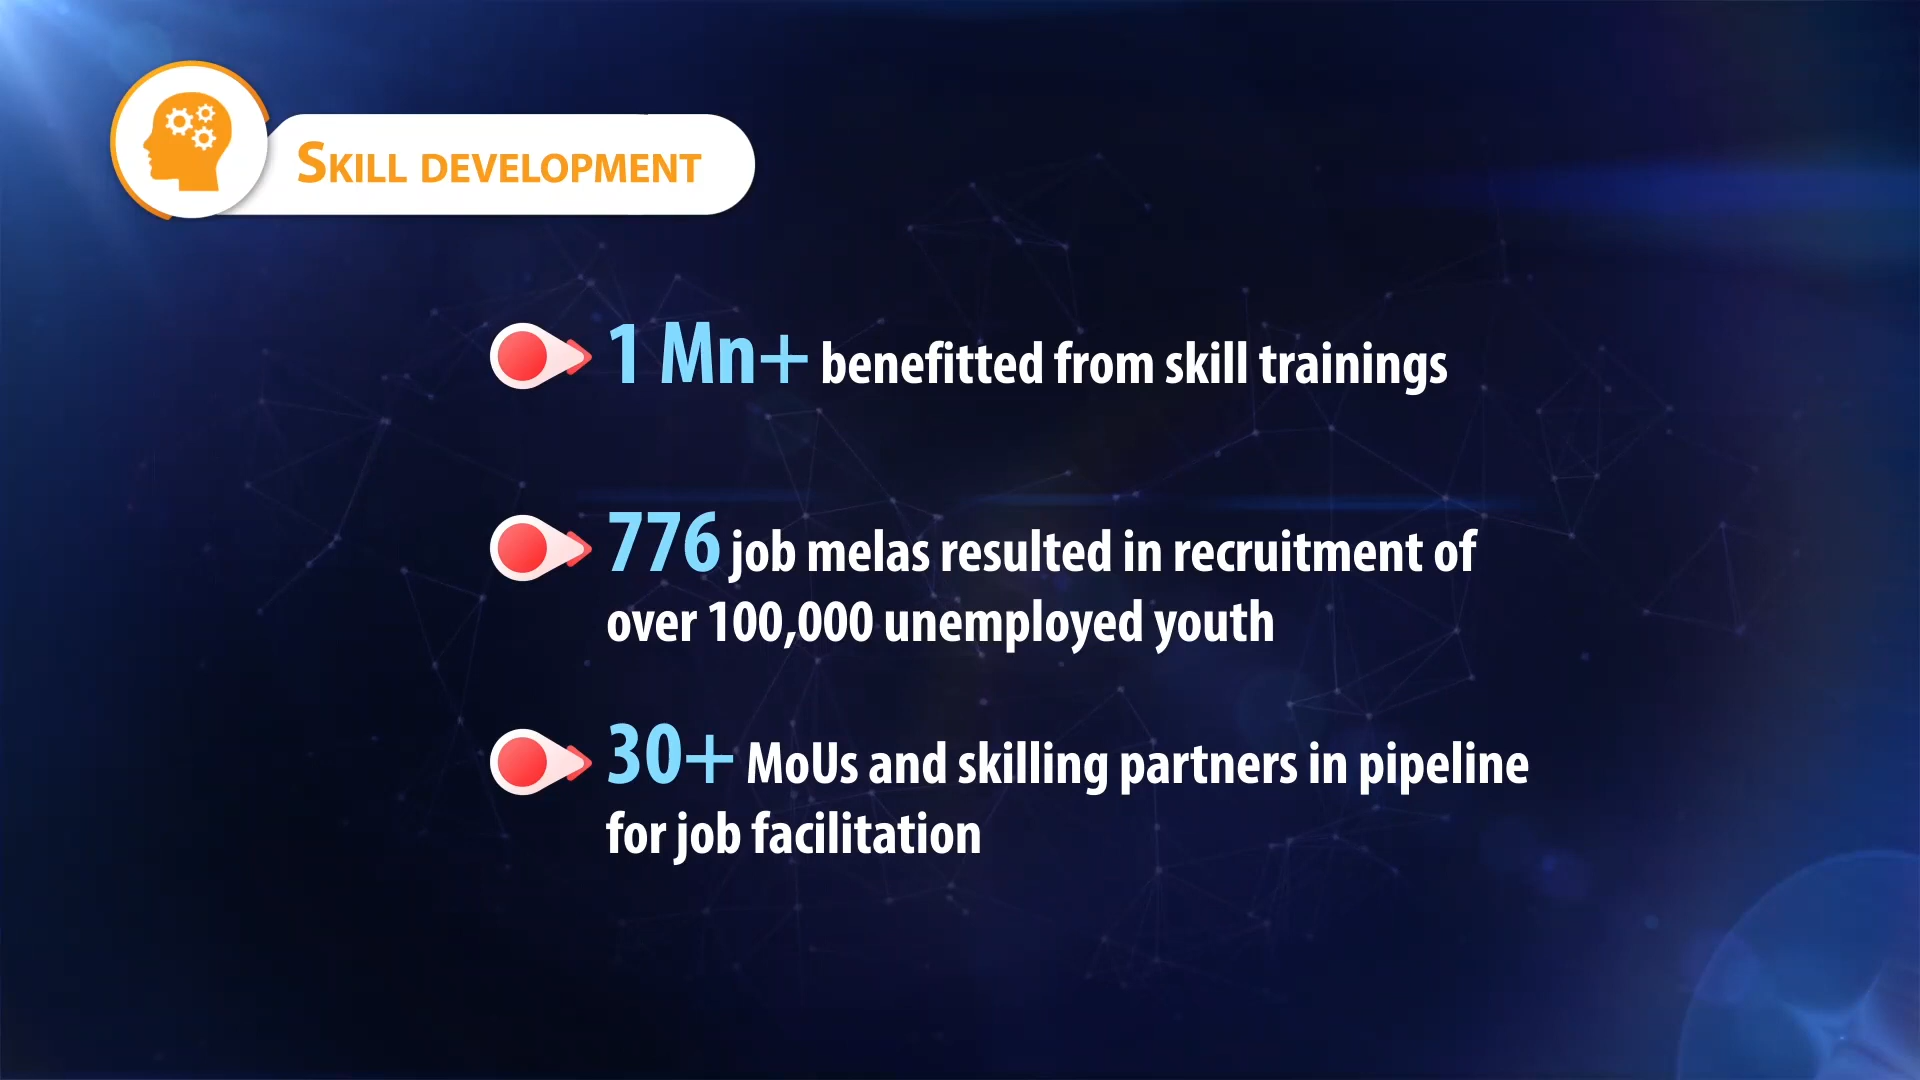 Skill development
1 Mn+ benefitted from skill trainings
776 job melas resulted in recruitment of
over 100,000 unemployed youth
30+ MoUs and skilling partners in pipeline
for job facilitation